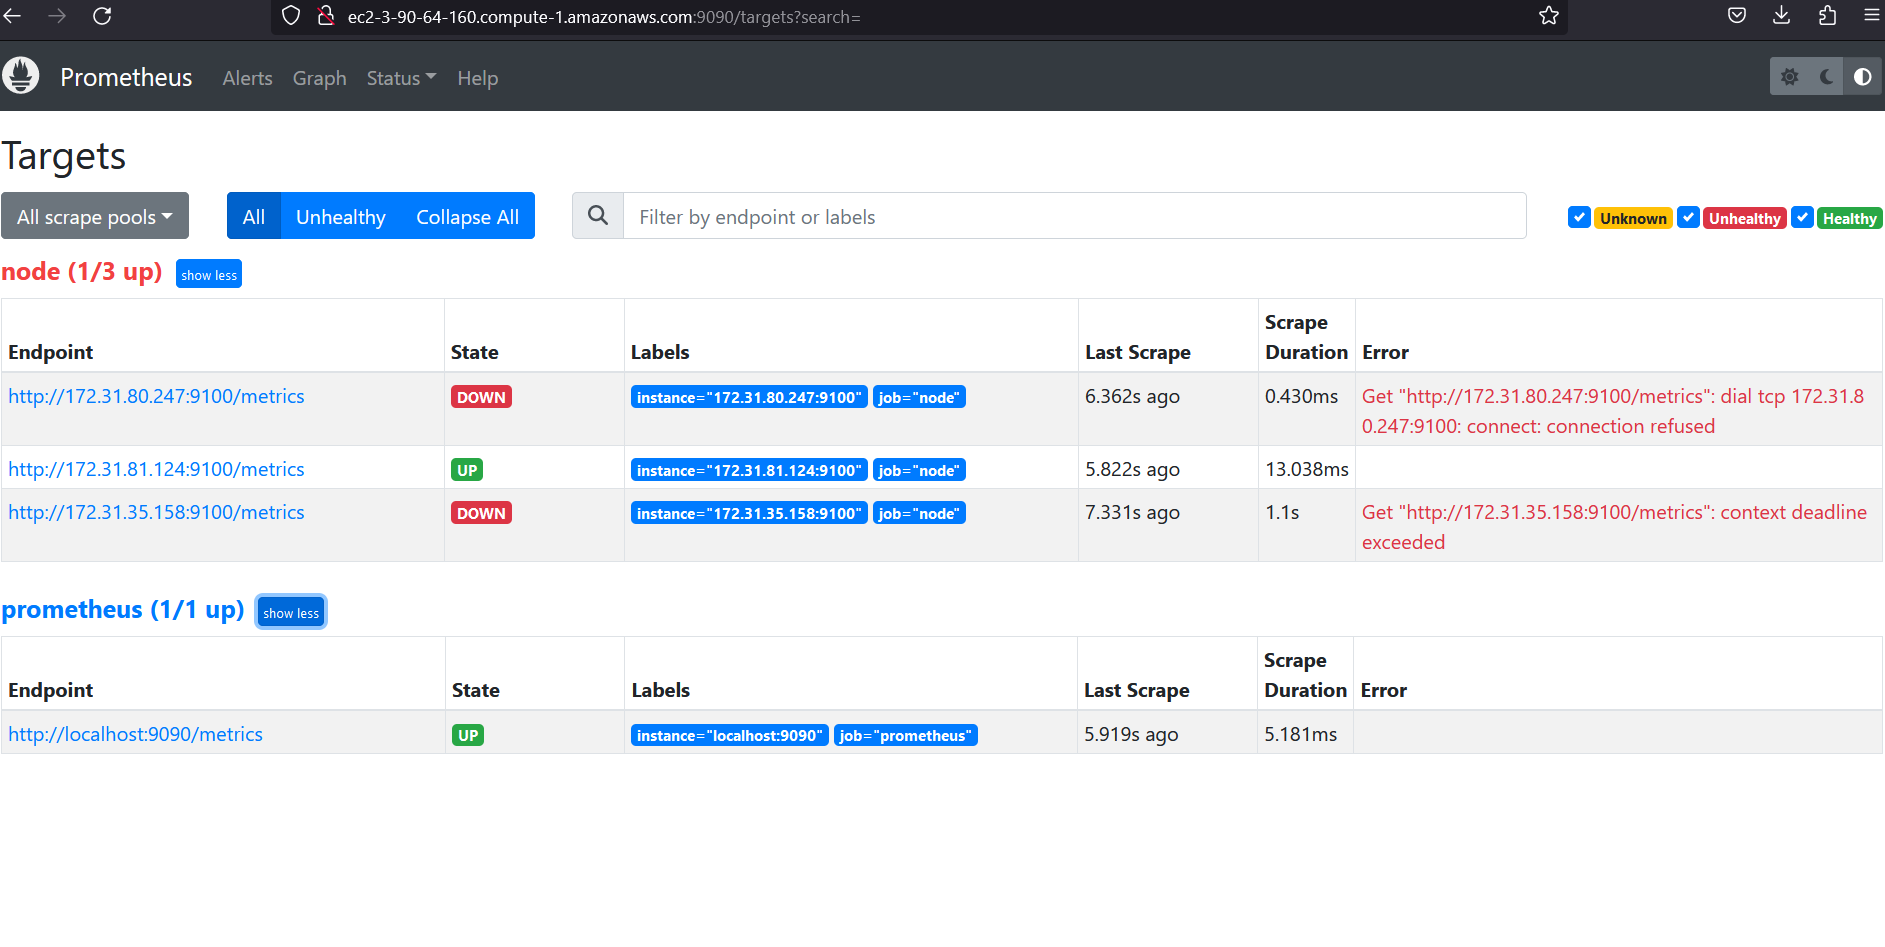 ec2-3-90-64-160.compute-1.amazonaws.com:9090/targets?search=
Prometheus Alerts Graph Status Help
Targets
All scrape pools All Unhealthy Collapse All Filter by endpoint or labels Unknown Unhealthy Healthy
node (1/3 up) show less
Endpoint State Labels Last Scrape Scrape Duration Error
http://172.31.80.247:9100/metrics DOWN instance="172.31.80.247:9100" job="node" 6.362s ago 0.430ms Get "http://172.31.80.247:9100/metrics": dial tcp 172.31.8
0.247:9100: connect: connection refused
http://172.31.81.124:9100/metrics UP instance="172.31.81.124:9100" job="node" 5.822s ago 13.038ms
http://172.31.35.158:9100/metrics DOWN instance="172.31.35.158:9100" job="node" 7.331s ago 1.1s Get "http://172.31.35.158:9100/metrics": context deadline
exceeded
prometheus (1/1 up) show less
Endpoint State Labels Last Scrape Scrape Duration Error
http://localhost:9090/metrics UP instance="localhost:9090" job="prometheus" 5.919s ago 5.181ms